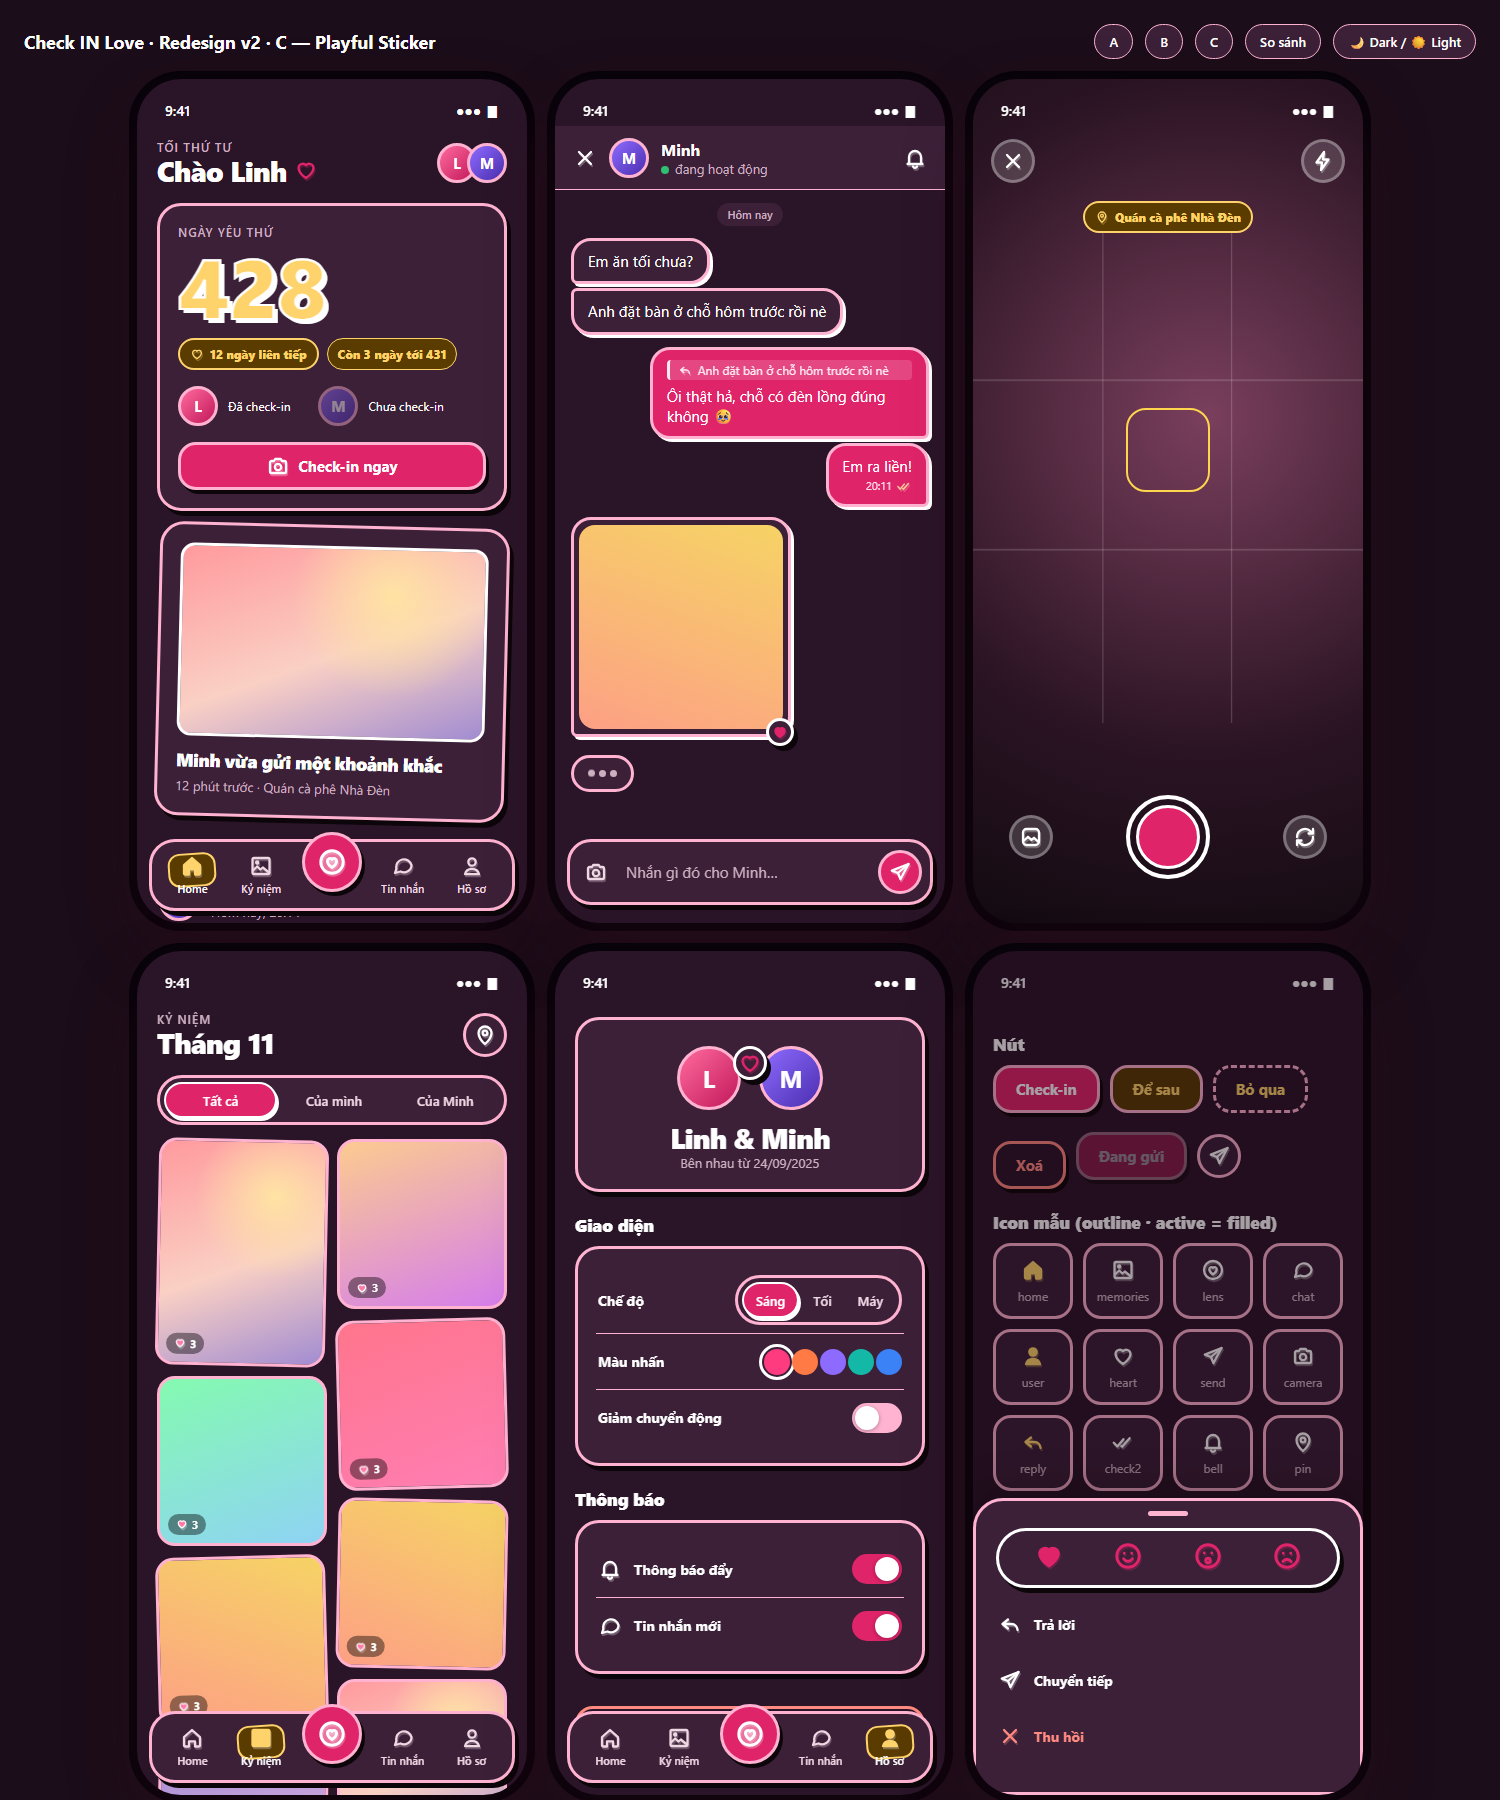 Check IN Love · Redesign v2 · C — Playful Sticker
A
B
C
So sánh
🌙 Dark / ☀️ Light
9:41
TỐI THỨ TƯ
Chào Linh
L
M
NGÀY YÊU THỨ
428
12 ngày liên tiếp
Còn 3 ngày tới 431
L
Đã check-in
M
Chưa check-in
Check-in ngay
Minh vừa gửi một khoảnh khắc
12 phút trước · Quán cà phê Nhà Đèn
Home
Kỷ niệm
Tin nhắn
Hồ sơ
9:41
M
Minh
đang hoạt động
Hôm nay
Em ăn tối chưa?
Anh đặt bàn ở chỗ hôm trước rồi nè
Anh đặt bàn ở chỗ hôm trước rồi nè
Ôi thật hả, chỗ có đèn lồng đúng
không 🥹
Em ra liền!
20:11
Nhắn gì đó cho Minh...
9:41
Quán cà phê Nhà Đèn
9:41
KỶ NIỆM
Tháng 11
Tất cả
Của mình
Của Minh
3
3
3
3
3
3
Home
Kỷ niệm
Tin nhắn
Hồ sơ
9:41
L
M
Linh & Minh
Bên nhau từ 24/09/2025
Giao diện
Chế độ
Sáng
Tối
Máy
Màu nhấn
Giảm chuyển động
Thông báo
Thông báo đẩy
Tin nhắn mới
Home
Kỷ niệm
Tin nhắn
Hồ sơ
9:41
Nút
Check-in
Để sau
Bỏ qua
Xoá
Đang gửi
Icon mẫu (outline · active = filled)
home
memories
lens
chat
user
heart
send
camera
reply
check2
bell
pin
Trả lời
Chuyển tiếp
Thu hồi